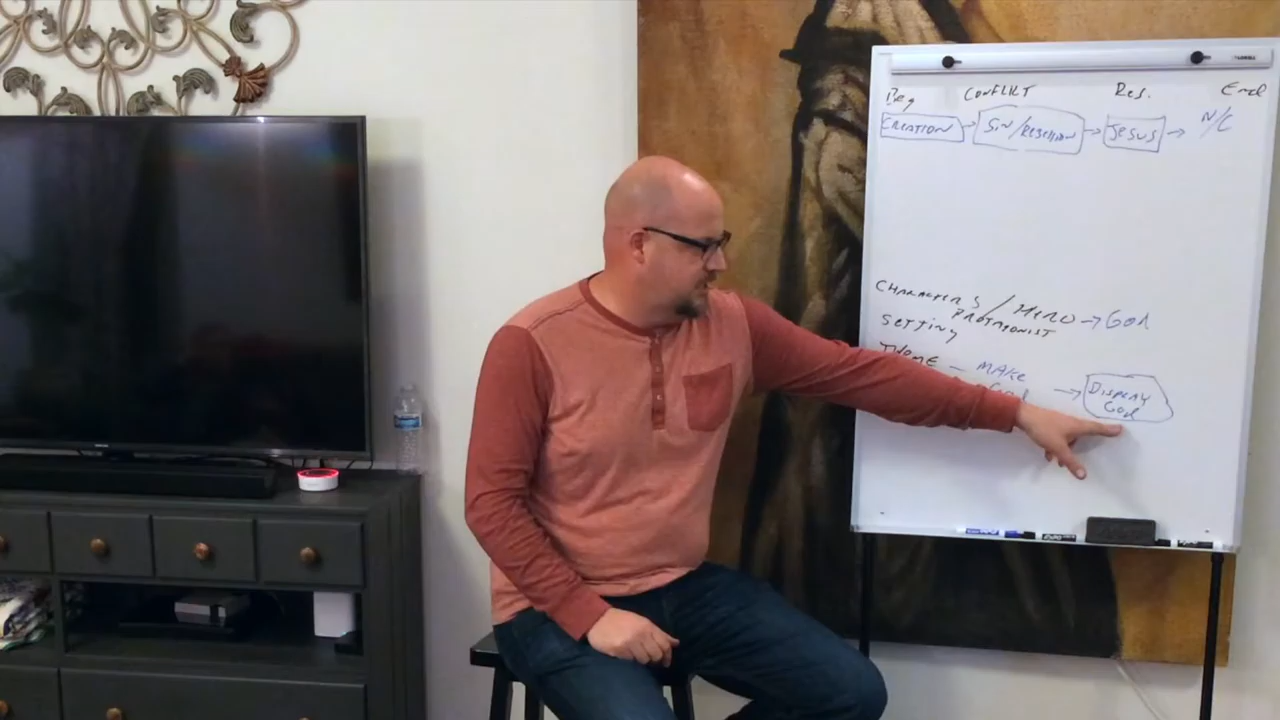 Beg CONFLICT Res. End
CREATION → SIN/REBELLION → JESUS → N/C
CHARACTERS / HERO → GOD
PROTAGONIST
SETTING
THEME — MAKE → DISPLAY
GOD